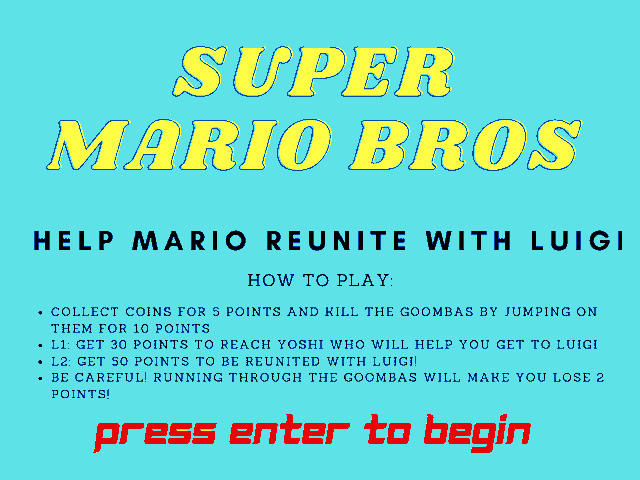 SUPER
MARIO BROS
HELP MARIO REUNITE WITH LUIGI
HOW TO PLAY:
• COLLECT COINS FOR 5 POINTS AND KILL THE GOOMBAS BY JUMPING ON
THEM FOR 10 POINTS
• L1: GET 30 POINTS TO REACH YOSHI WHO WILL HELP YOU GET TO LUIGI
• L2: GET 50 POINTS TO BE REUNITED WITH LUIGI!
• BE CAREFUL! RUNNING THROUGH THE GOOMBAS WILL MAKE YOU LOSE 2
POINTS!
press enter to begin